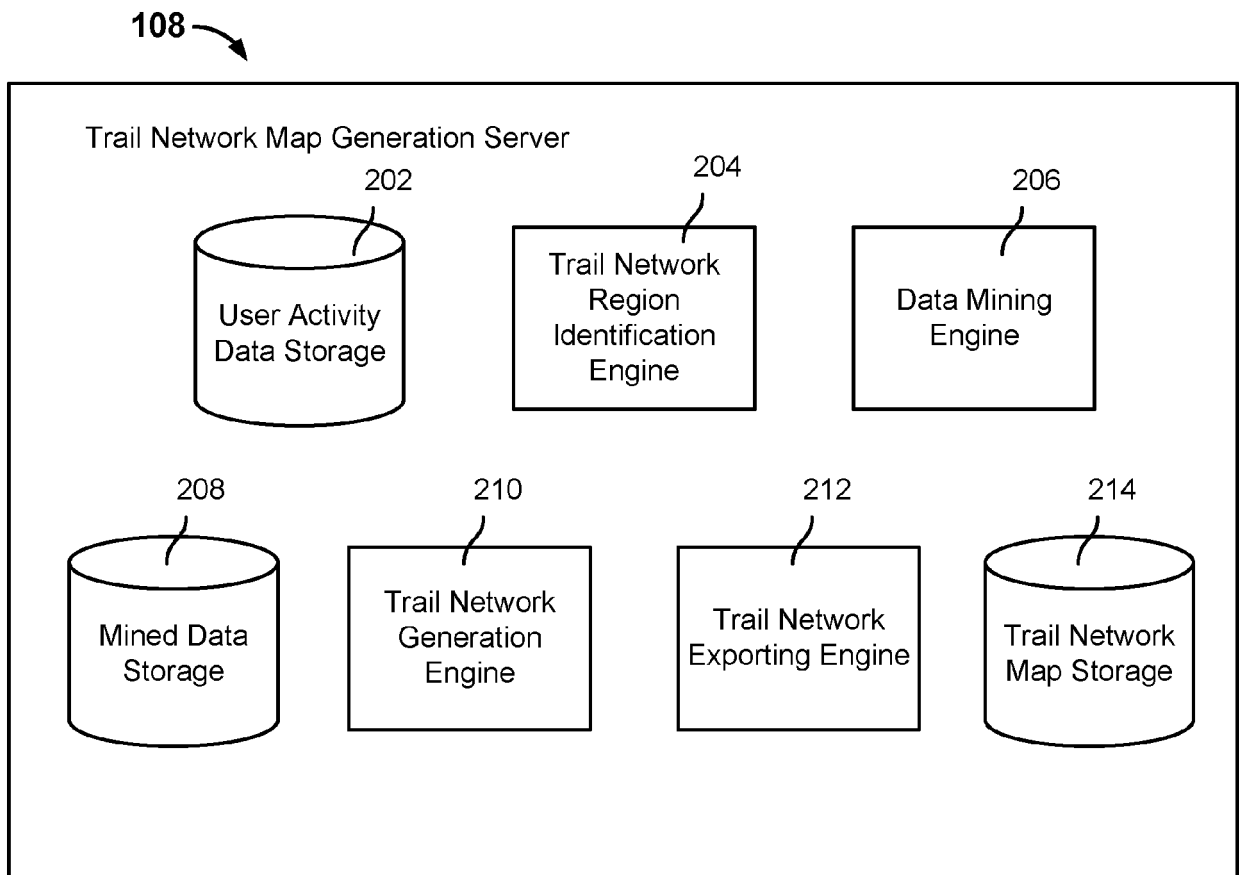 108
Trail Network Map Generation Server
202
204
206
User Activity
Data Storage
Trail Network
Region
Identification
Engine
Data Mining
Engine
208
210
212
214
Mined Data
Storage
Trail Network
Generation
Engine
Trail Network
Exporting Engine
Trail Network
Map Storage